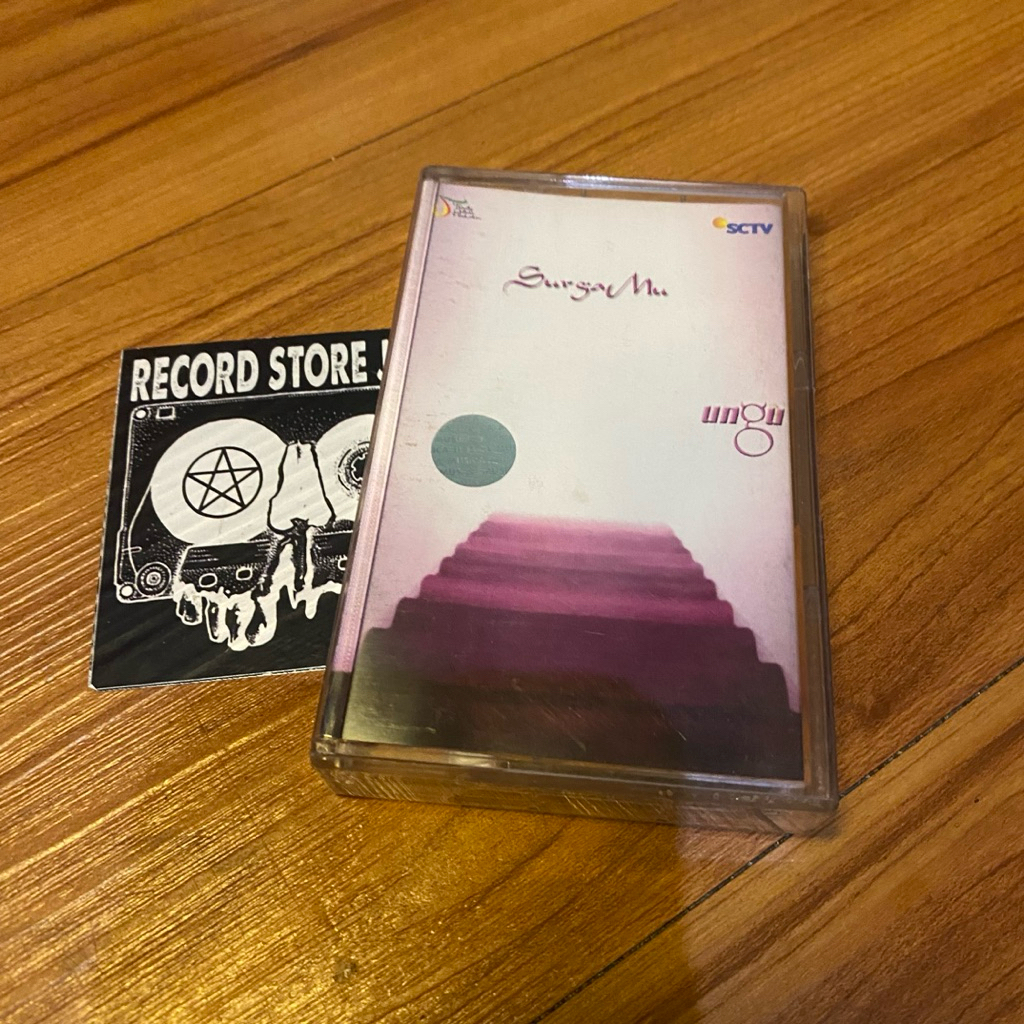 SCTV
SurgaMu
ungu
RECORD STORE